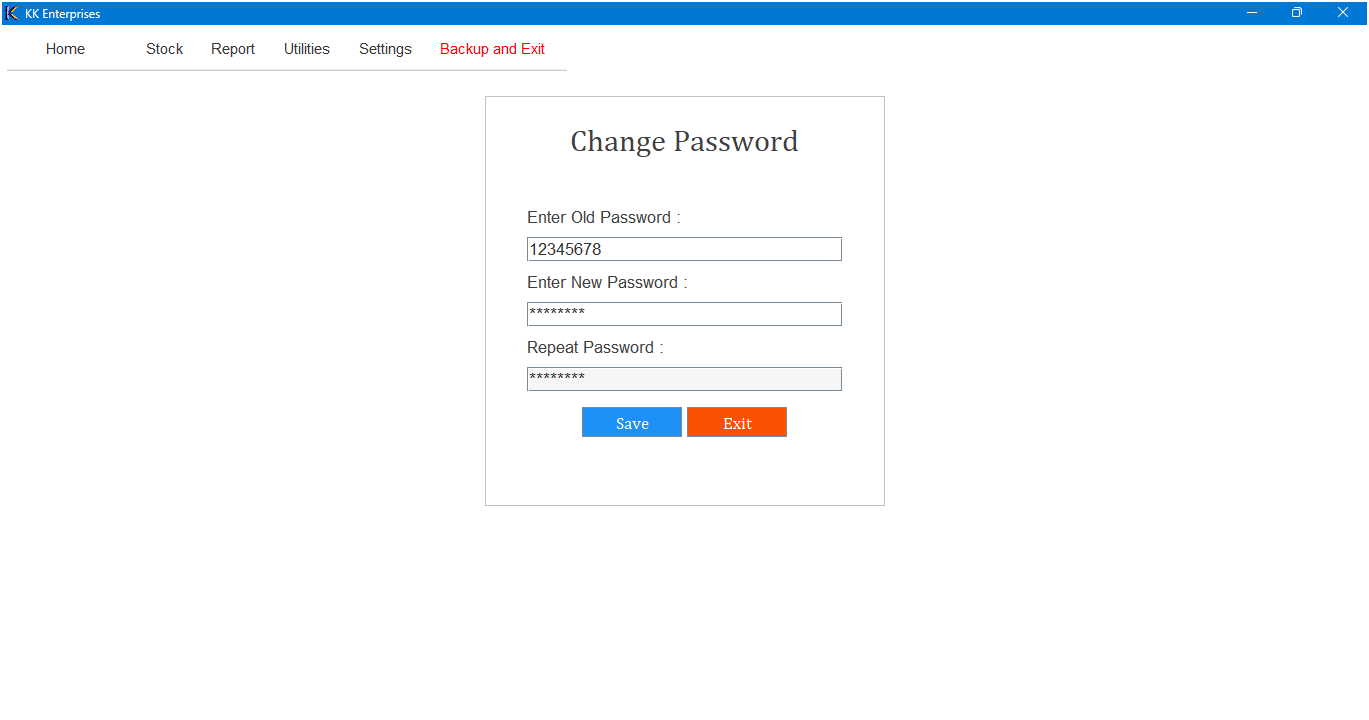 KK Enterprises
Home Stock Report Utilities Settings Backup and Exit
Change Password
Enter Old Password :
12345678
Enter New Password :
********
Repeat Password :
********
Save Exit